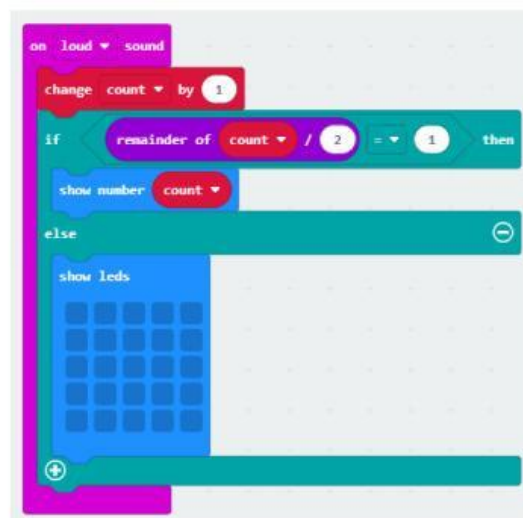 on loud sound
change count by 1
if remainder of count / 2 = 1 then
show number count
else
show leds